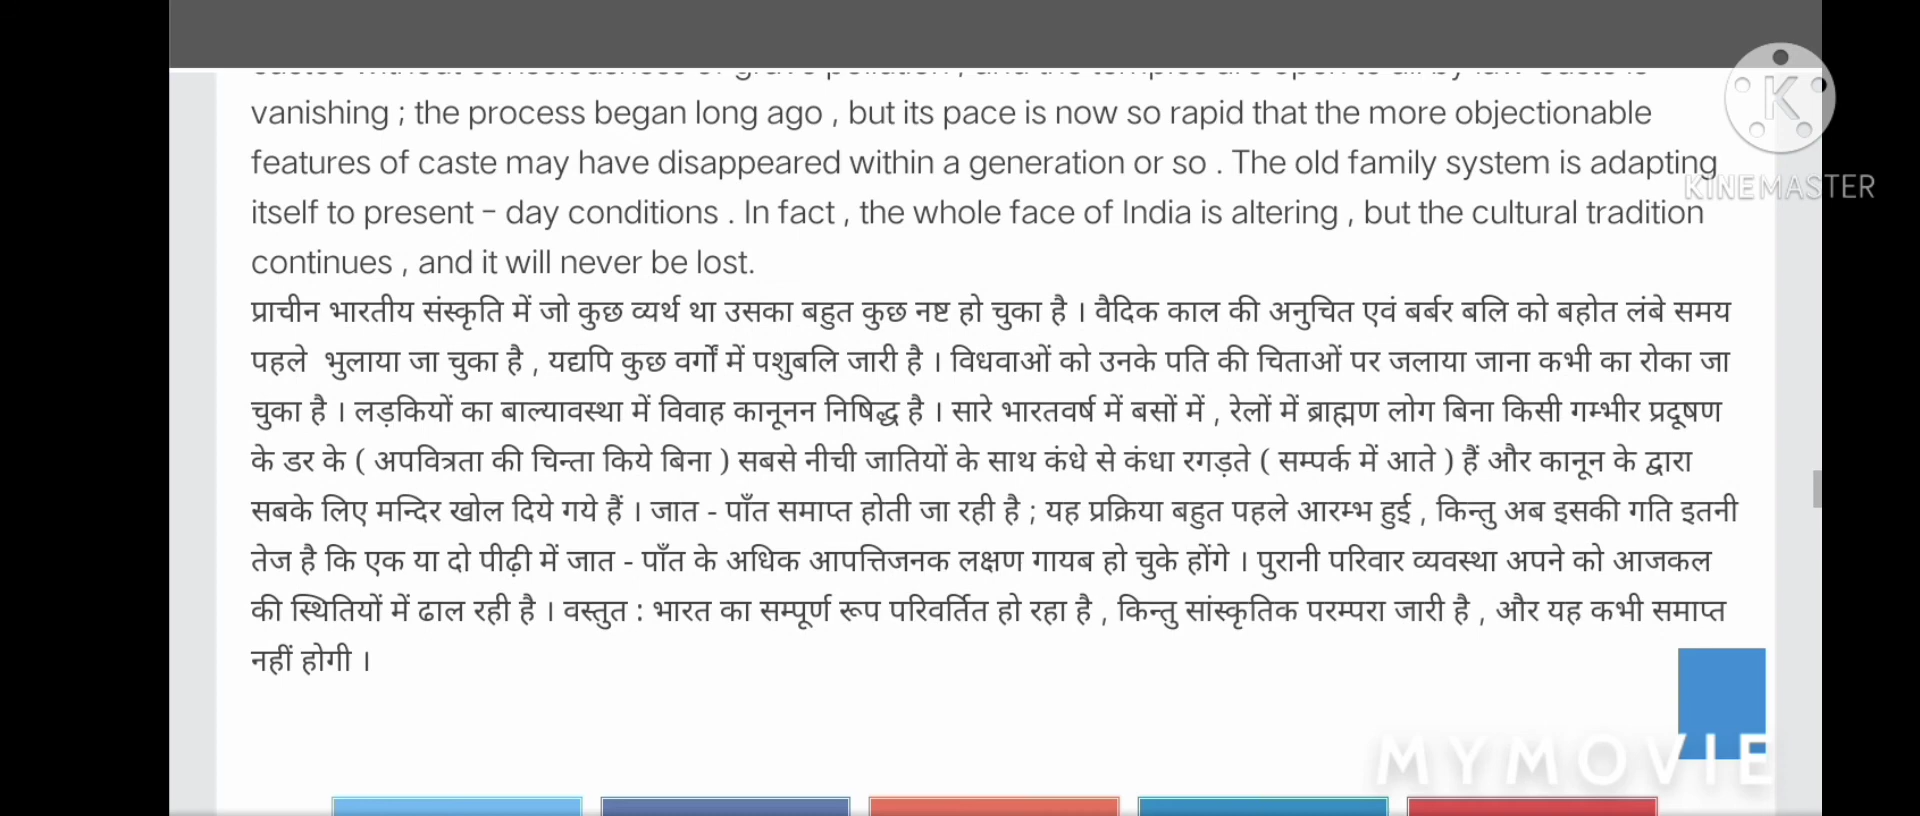 vanishing ; the process began long ago , but its pace is now so rapid that the more objectionable
features of caste may have disappeared within a generation or so . The old family system is adapting
itself to present - day conditions . In fact , the whole face of India is altering , but the cultural tradition
continues , and it will never be lost.
प्राचीन भारतीय संस्कृति में जो कुछ व्यर्थ था उसका बहुत कुछ नष्ट हो चुका है । वैदिक काल की अनुचित एवं बर्बर बलि को बहोत लंबे समय
पहले भुलाया जा चुका है , यद्यपि कुछ वर्गों में पशुबलि जारी है । विधवाओं को उनके पति की चिताओं पर जलाया जाना कभी का रोका जा
चुका है । लड़कियों का बाल्यावस्था में विवाह कानूनन निषिद्ध है । सारे भारतवर्ष में बसों में , रेलों में ब्राह्मण लोग बिना किसी गम्भीर प्रदूषण
के डर के ( अपवित्रता की चिन्ता किये बिना ) सबसे नीची जातियों के साथ कंधे से कंधा रगड़ते ( सम्पर्क में आते ) हैं और कानून के द्वारा
सबके लिए मन्दिर खोल दिये गये हैं । जात - पाँत समाप्त होती जा रही है ; यह प्रक्रिया बहुत पहले आरम्भ हुई , किन्तु अब इसकी गति इतनी
तेज है कि एक या दो पीढ़ी में जात - पाँत के अधिक आपत्तिजनक लक्षण गायब हो चुके होंगे । पुरानी परिवार व्यवस्था अपने को आजकल
की स्थितियों में ढाल रही है । वस्तुत : भारत का सम्पूर्ण रूप परिवर्तित हो रहा है , किन्तु सांस्कृतिक परम्परा जारी है , और यह कभी समाप्त
नहीं होगी ।
K
KINEMASTER
MYMOVIE